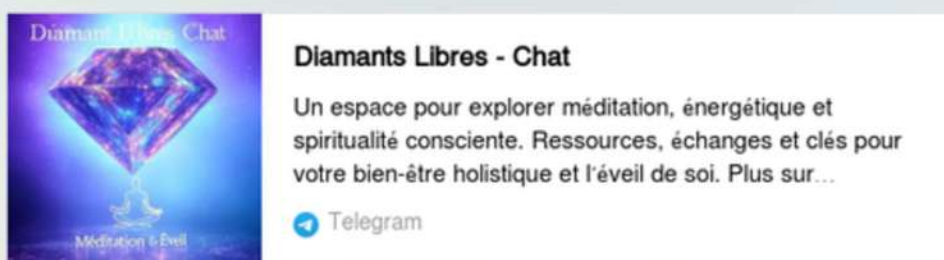 Diamant Libres Chat
Méditation & Éveil
Diamants Libres - Chat
Un espace pour explorer méditation, énergétique et
spiritualité consciente. Ressources, échanges et clés pour
votre bien-être holistique et l'éveil de soi. Plus sur...
Telegram